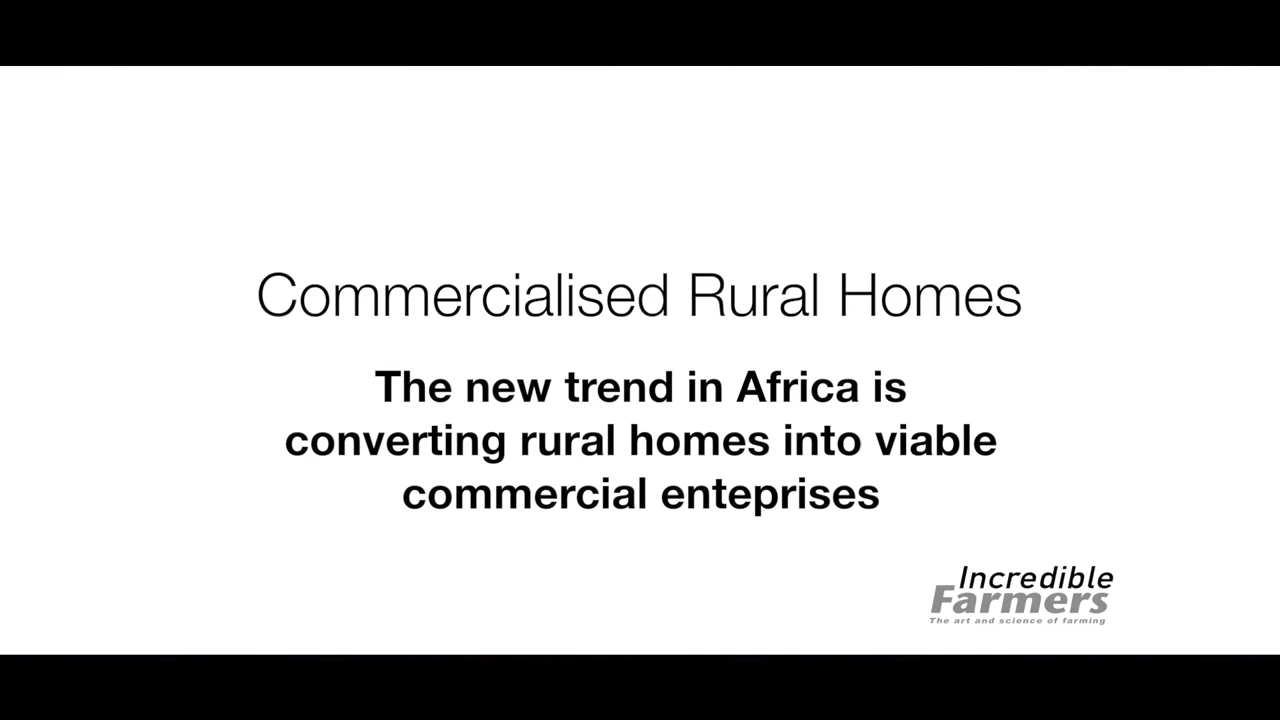 Commercialised Rural Homes
The new trend in Africa is
converting rural homes into viable
commercial enteprises
Incredible
Farmers
The art and science of farming